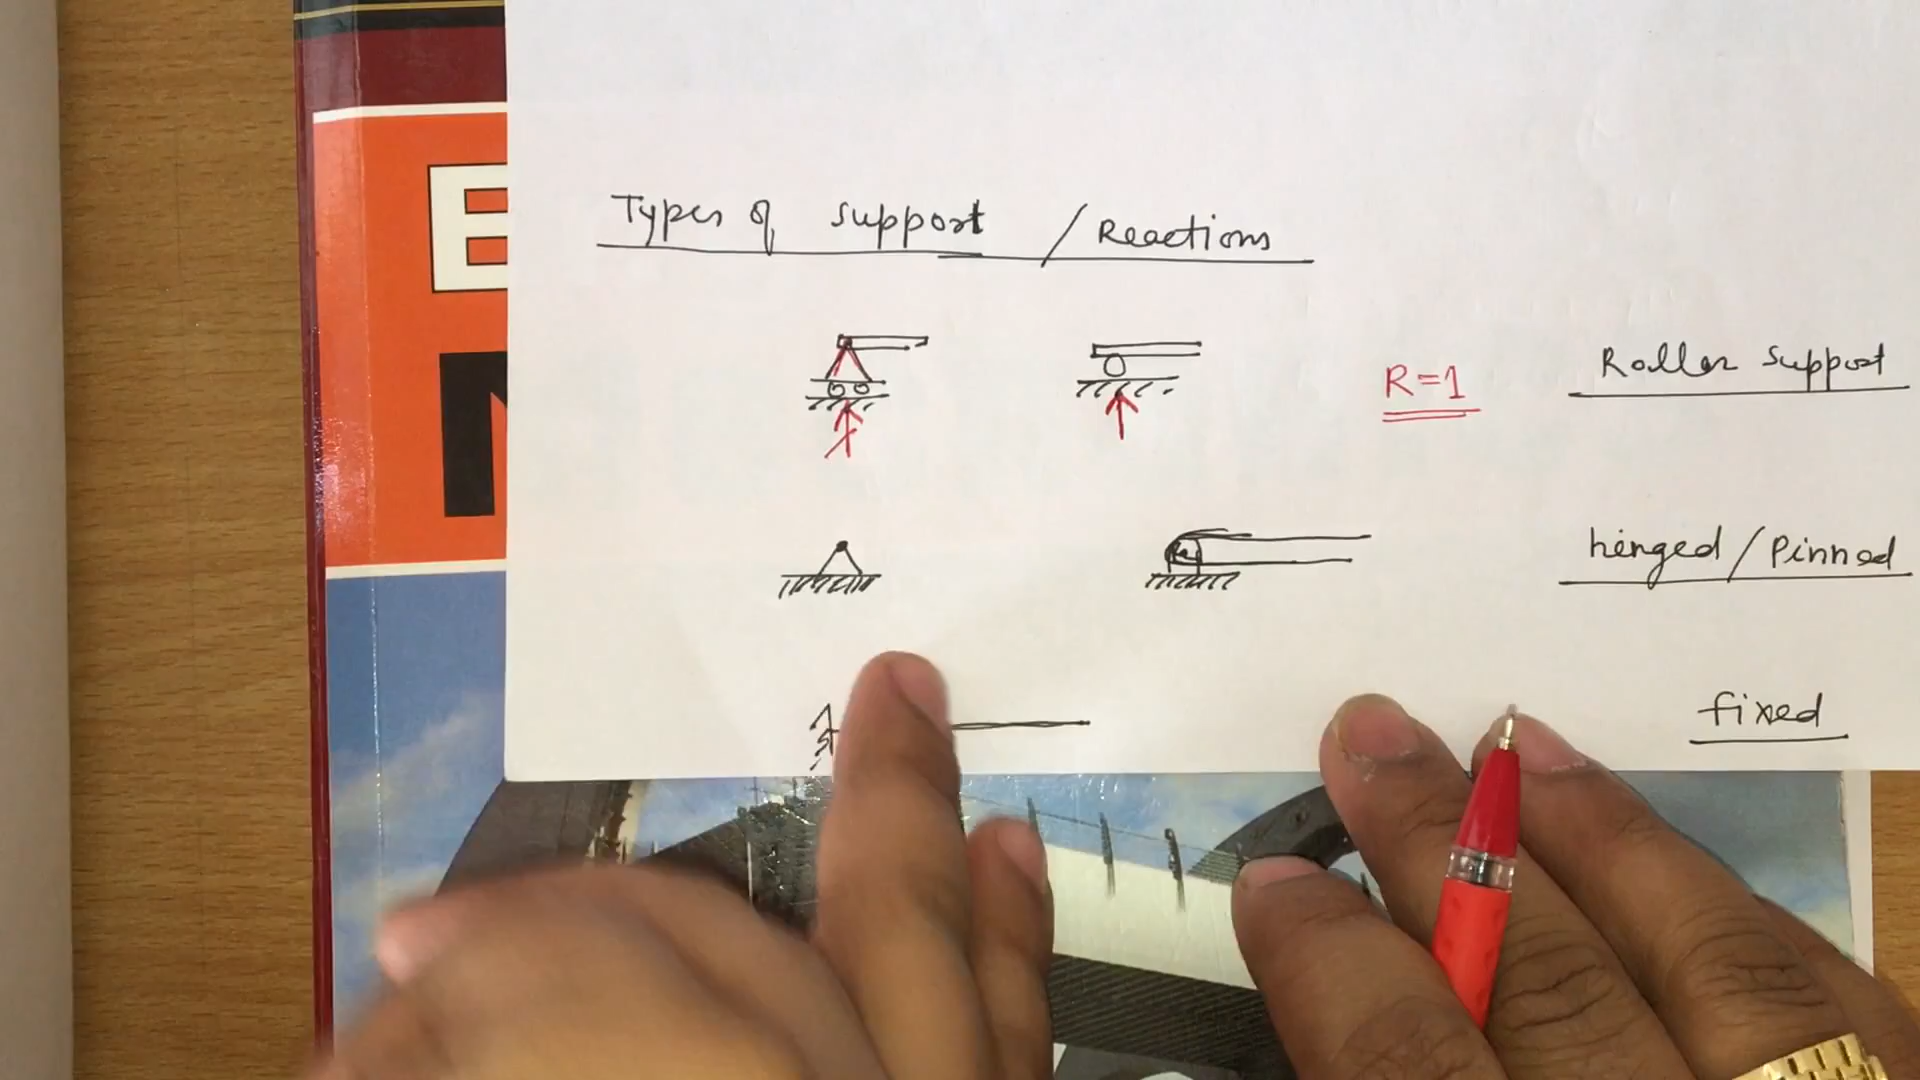 Types of support / Reactions
R=1
Roller support
hinged / Pinned
fixed